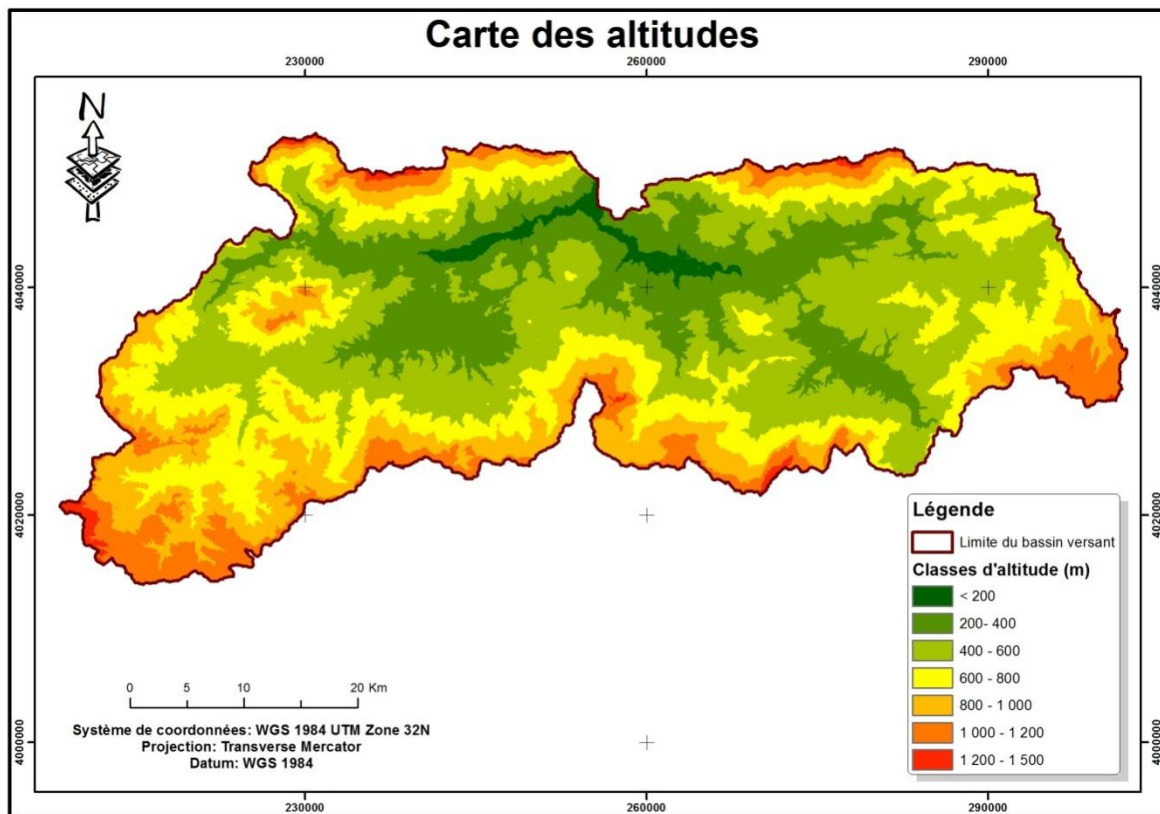 Carte des altitudes
230000
260000
290000
N
4040000
4040000
4020000
4020000
4000000
4000000
Légende
Limite du bassin versant
Classes d'altitude (m)
< 200
200- 400
400 - 600
600 - 800
800 - 1 000
1 000 - 1 200
1 200 - 1 500
0 5 10 20 Km
Système de coordonnées: WGS 1984 UTM Zone 32N
Projection: Transverse Mercator
Datum: WGS 1984
230000
260000
290000